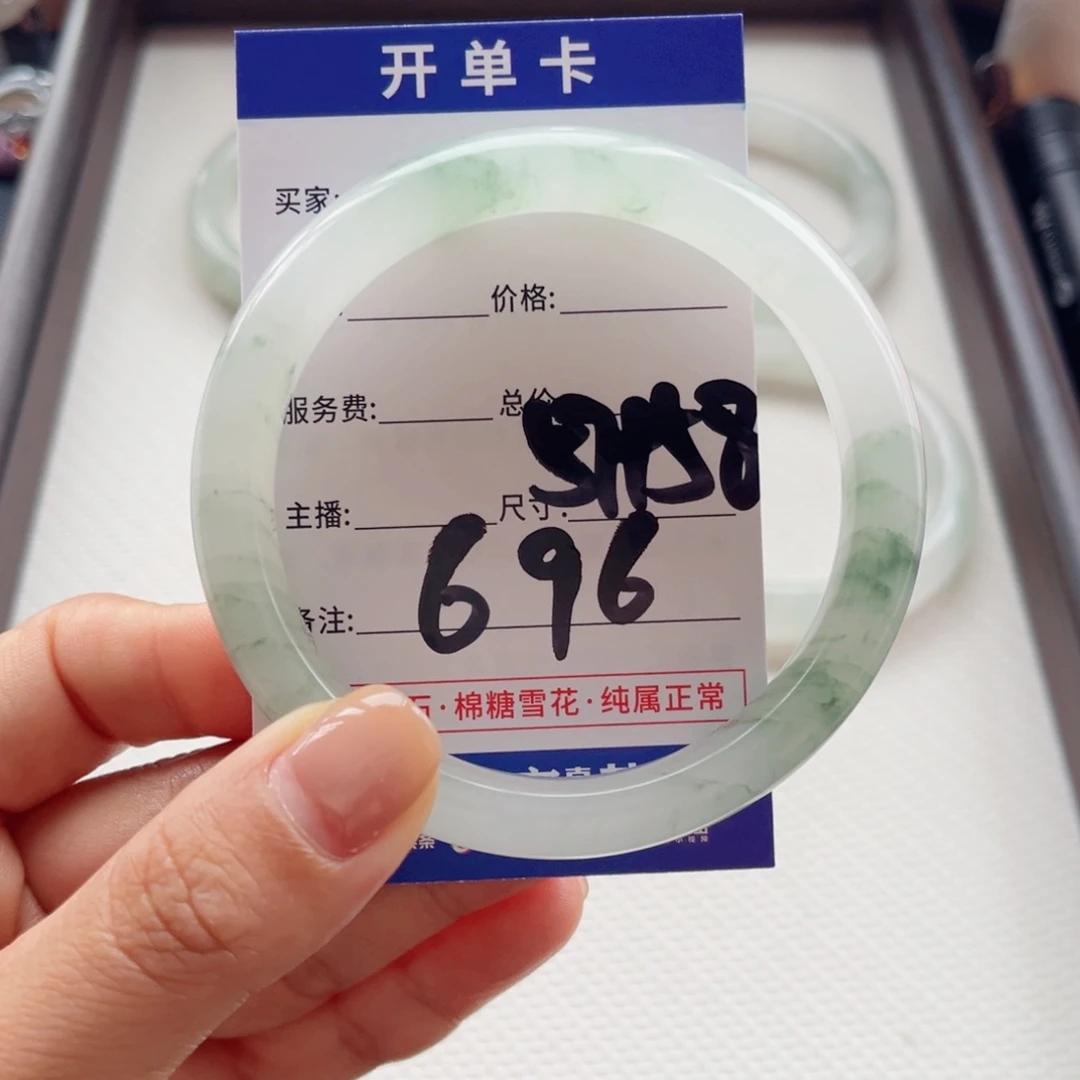 开单卡
买家:
价格:
服务费: 总价
SHJ58
主播: 尺寸:
696
备注:
石·棉糖雪花·纯属正常